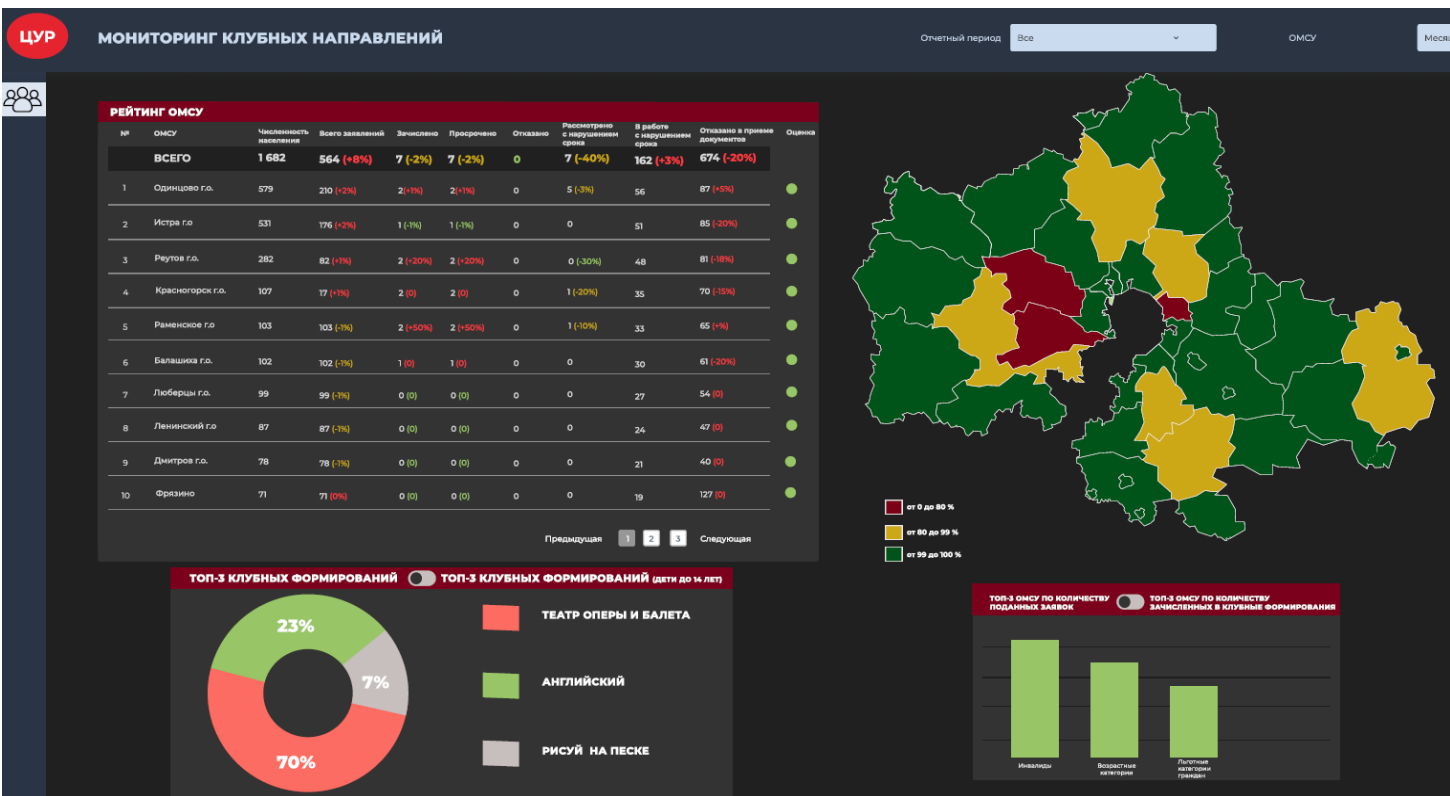 ЦУР
МОНИТОРИНГ КЛУБНЫХ НАПРАВЛЕНИЙ
Отчетный период Все ОМСУ
РЕЙТИНГ ОМСУ
№ ОМСУ Численность населения Всего заявлений Зачислено Просрочено Отказано Рассмотрено с нарушением срока В работе с нарушением срока Отказано в приеме документов Оценка
ВСЕГО 1 682 564 (+8%) 7 (-2%) 7 (-2%) 0 7 (-40%) 162 (+3%) 674 (-20%)
1 Одинцово г.о. 579 210 (+2%) 2(+1%) 2(+1%) 0 5 (-3%) 56 87 (+5%)
2 Истра г.о 531 176 (+2%) 1 (-1%) 1 (-1%) 0 0 51 85 (-20%)
3 Реутов г.о. 282 82 (+1%) 2 (+20%) 2 (+20%) 0 0 (-30%) 48 81 (-18%)
4 Красногорск г.о. 107 17 (+1%) 2 (0) 2 (0) 0 1 (-20%) 35 70 (-15%)
5 Раменское г.о 103 103 (-1%) 2 (+50%) 2 (+50%) 0 1 (-10%) 33 65 (+%)
6 Балашиха г.о. 102 102 (-1%) 1 (0) 1 (0) 0 0 30 61 (-20%)
7 Люберцы г.о. 99 99 (-1%) 0 (0) 0 (0) 0 0 27 54 (0)
8 Ленинский г.о 87 87 (-1%) 0 (0) 0 (0) 0 0 24 47 (0)
9 Дмитров г.о. 78 78 (-1%) 0 (0) 0 (0) 0 0 21 40 (0)
10 Фрязино 71 71 (0%) 0 (0) 0 (0) 0 0 19 127 (0)
Предыдущая 1 2 3 Следующая
от 0 до 80 %
от 80 до 99 %
от 99 до 100 %
ТОП-3 КЛУБНЫХ ФОРМИРОВАНИЙ ТОП-3 КЛУБНЫХ ФОРМИРОВАНИЙ (ДЕТИ ДО 14 ЛЕТ)
23%
7%
70%
ТЕАТР ОПЕРЫ И БАЛЕТА
АНГЛИЙСКИЙ
РИСУЙ НА ПЕСКЕ
ТОП-3 ОМСУ ПО КОЛИЧЕСТВУ
ПОДАННЫХ ЗАЯВОК
ТОП-3 ОМСУ ПО КОЛИЧЕСТВУ
ЗАЧИСЛЕННЫХ В КЛУБНЫЕ ФОРМИРОВАНИЯ
Инвалиды
Возрастные
категории
Льготные
категории
граждан